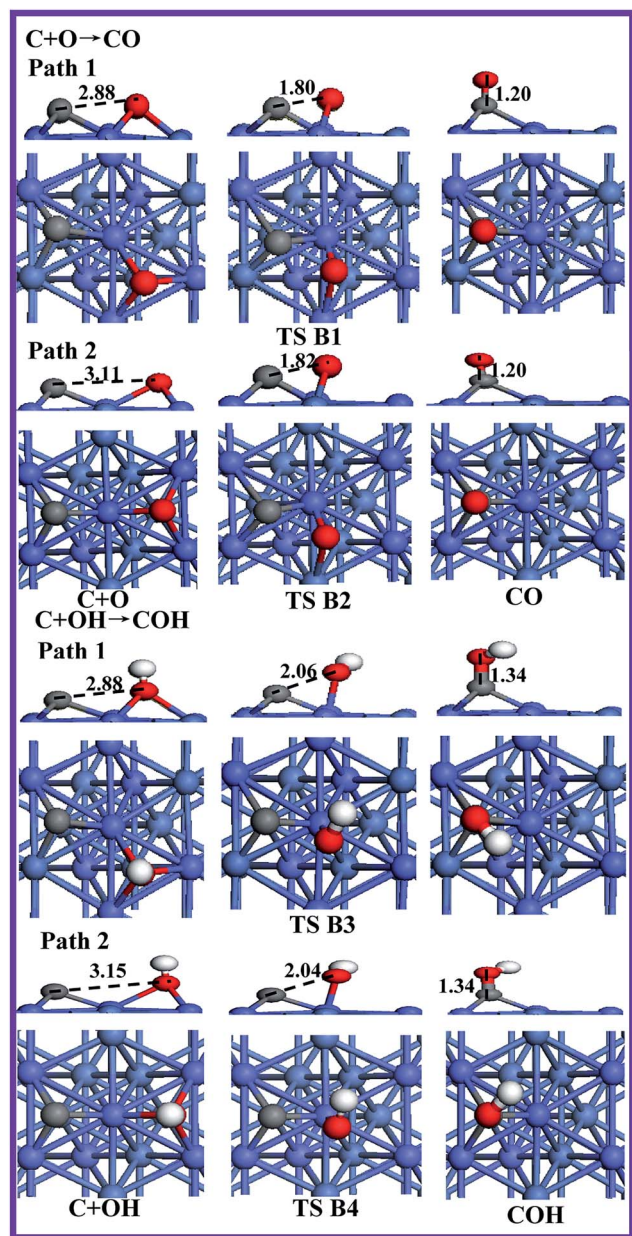 C+O→CO
Path 1
2.88 1.80 1.20
TS B1
Path 2
3.11 1.82 1.20
C+O TS B2 CO
C+OH→COH
Path 1
2.88 2.06 1.34
TS B3
Path 2
3.15 2.04 1.34
C+OH TS B4 COH